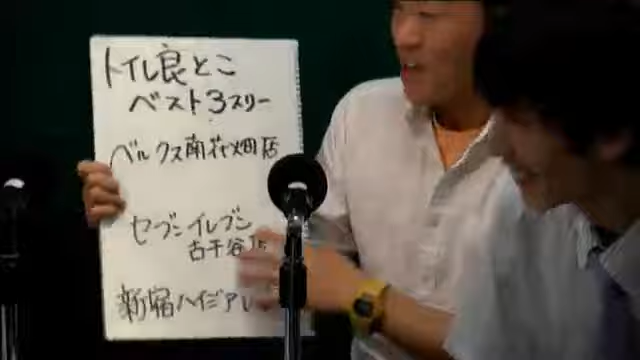 トイレ良とこ
ベスト3スリー
ベルクス南花畑店
セブンイレブン
古千谷店
新宿ハイジア